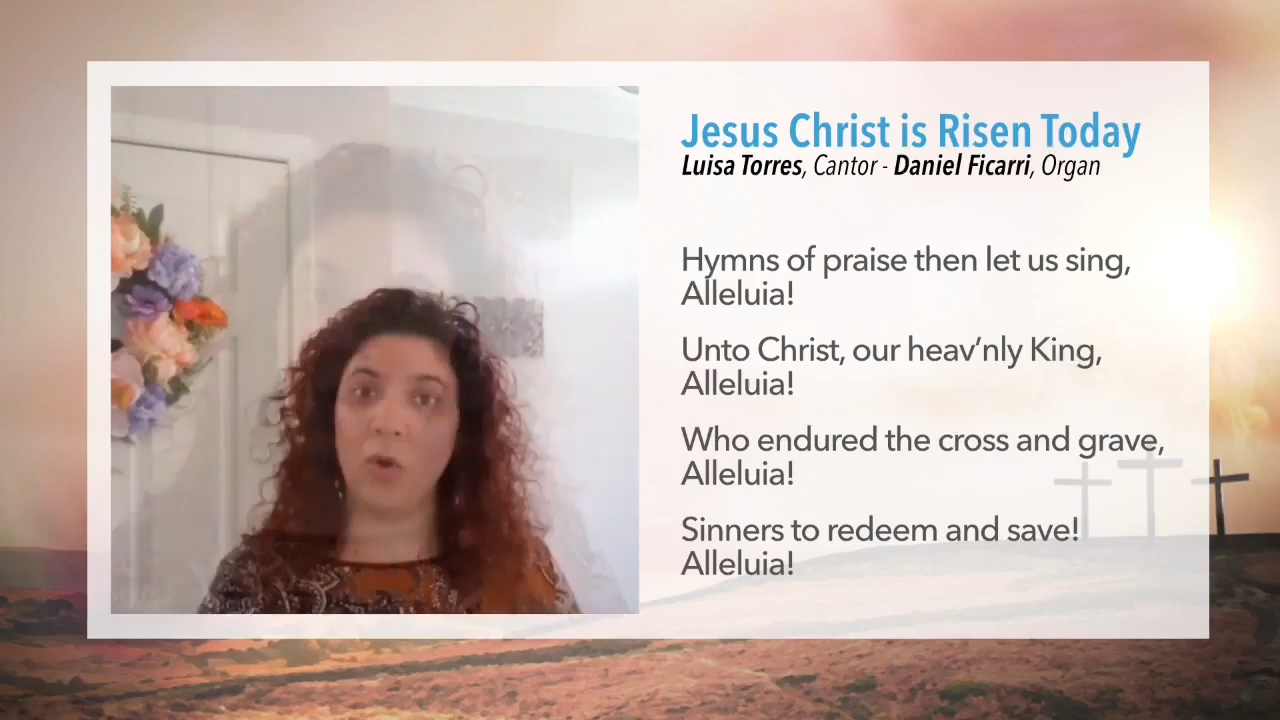 Jesus Christ is Risen Today
Luisa Torres, Cantor - Daniel Ficarri, Organ
Hymns of praise then let us sing,
Alleluia!
Unto Christ, our heav’nly King,
Alleluia!
Who endured the cross and grave,
Alleluia!
Sinners to redeem and save!
Alleluia!